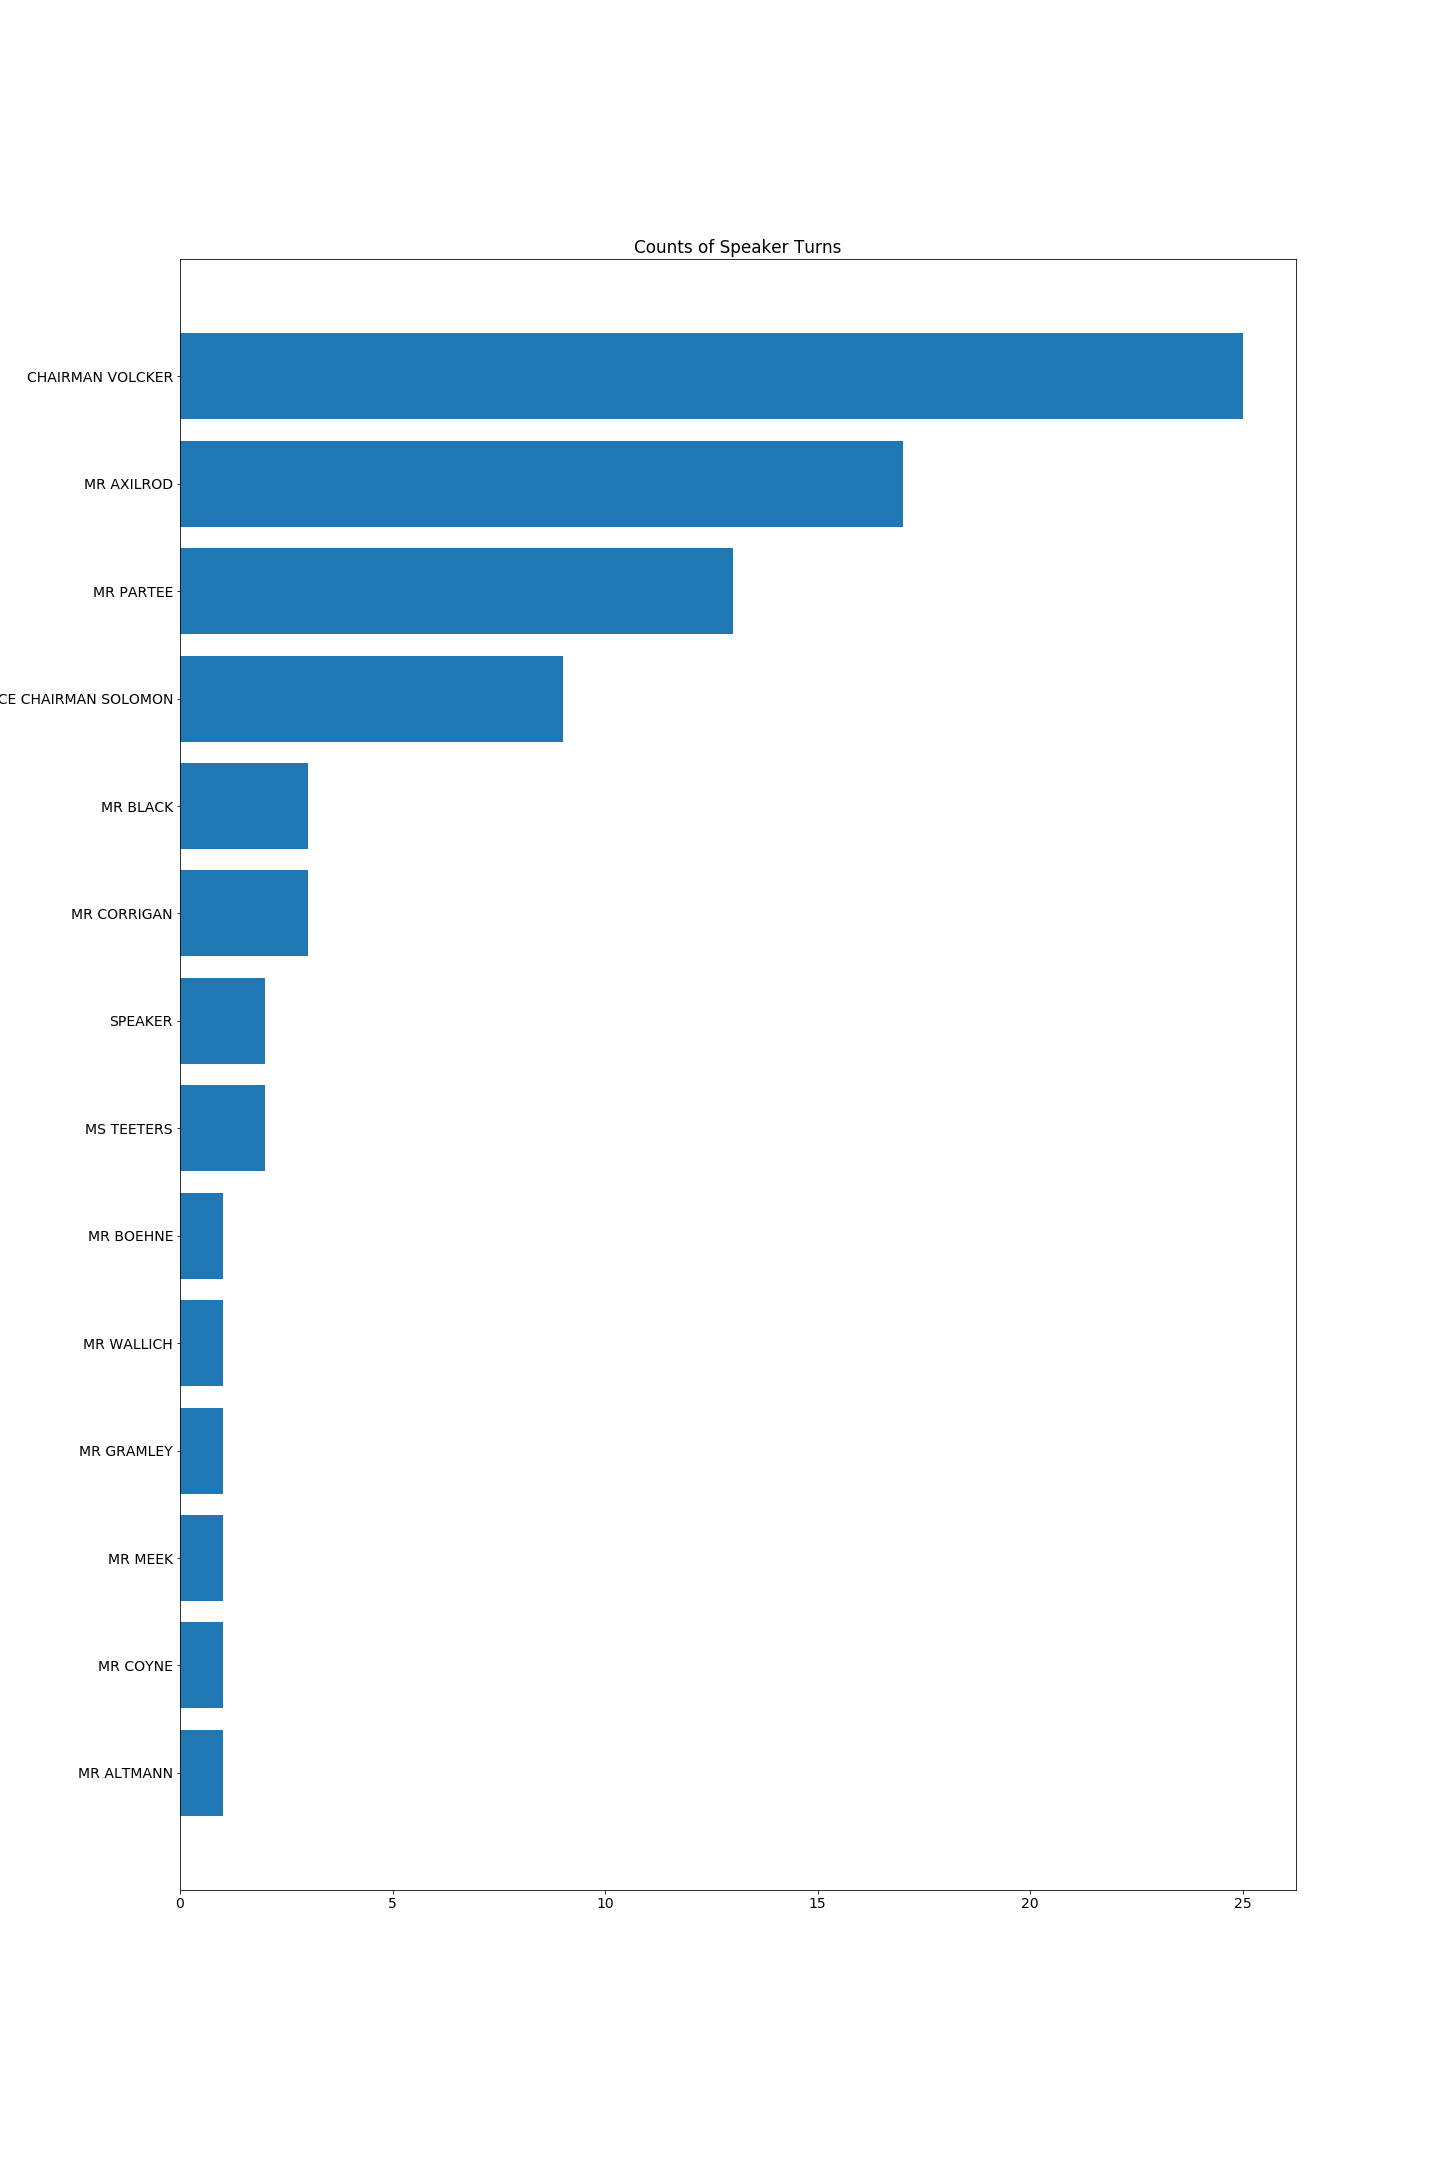 Counts of Speaker Turns
CHAIRMAN VOLCKER
MR AXILROD
MR PARTEE
CE CHAIRMAN SOLOMON
MR BLACK
MR CORRIGAN
SPEAKER
MS TEETERS
MR BOEHNE
MR WALLICH
MR GRAMLEY
MR MEEK
MR COYNE
MR ALTMANN
0 5 10 15 20 25